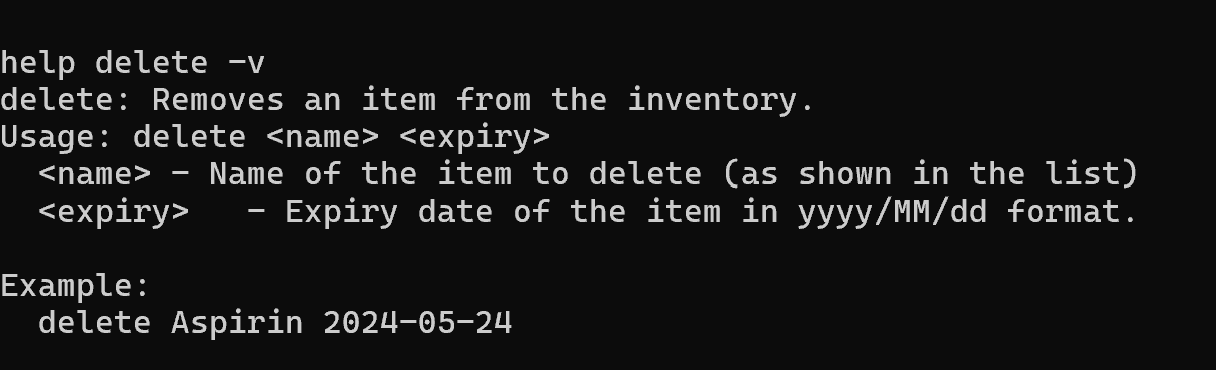 help delete -v
delete: Removes an item from the inventory.
Usage: delete <name> <expiry>
  <name> - Name of the item to delete (as shown in the list)
  <expiry>   - Expiry date of the item in yyyy/MM/dd format.

Example:
  delete Aspirin 2024-05-24